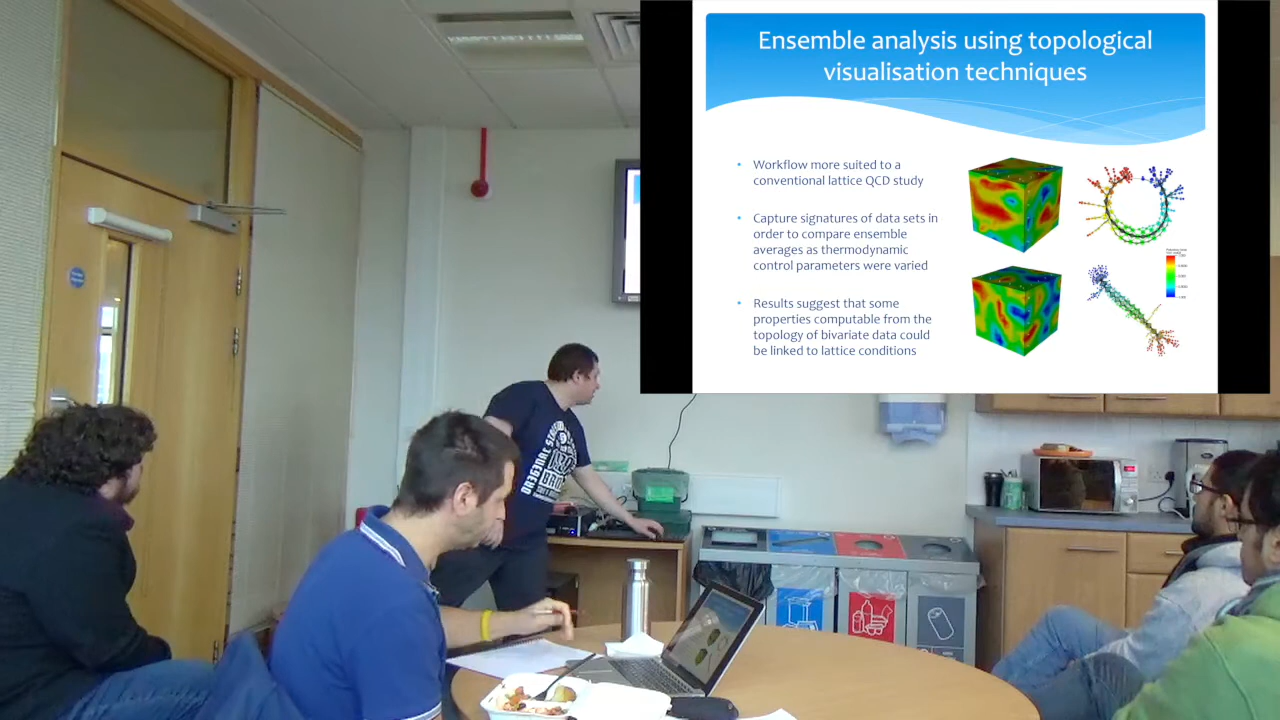 Ensemble analysis using topological
visualisation techniques
• Workflow more suited to a
conventional lattice QCD study
• Capture signatures of data sets in
order to compare ensemble
averages as thermodynamic
control parameters were varied
• Results suggest that some
properties computable from the
topology of bivariate data could
be linked to lattice conditions